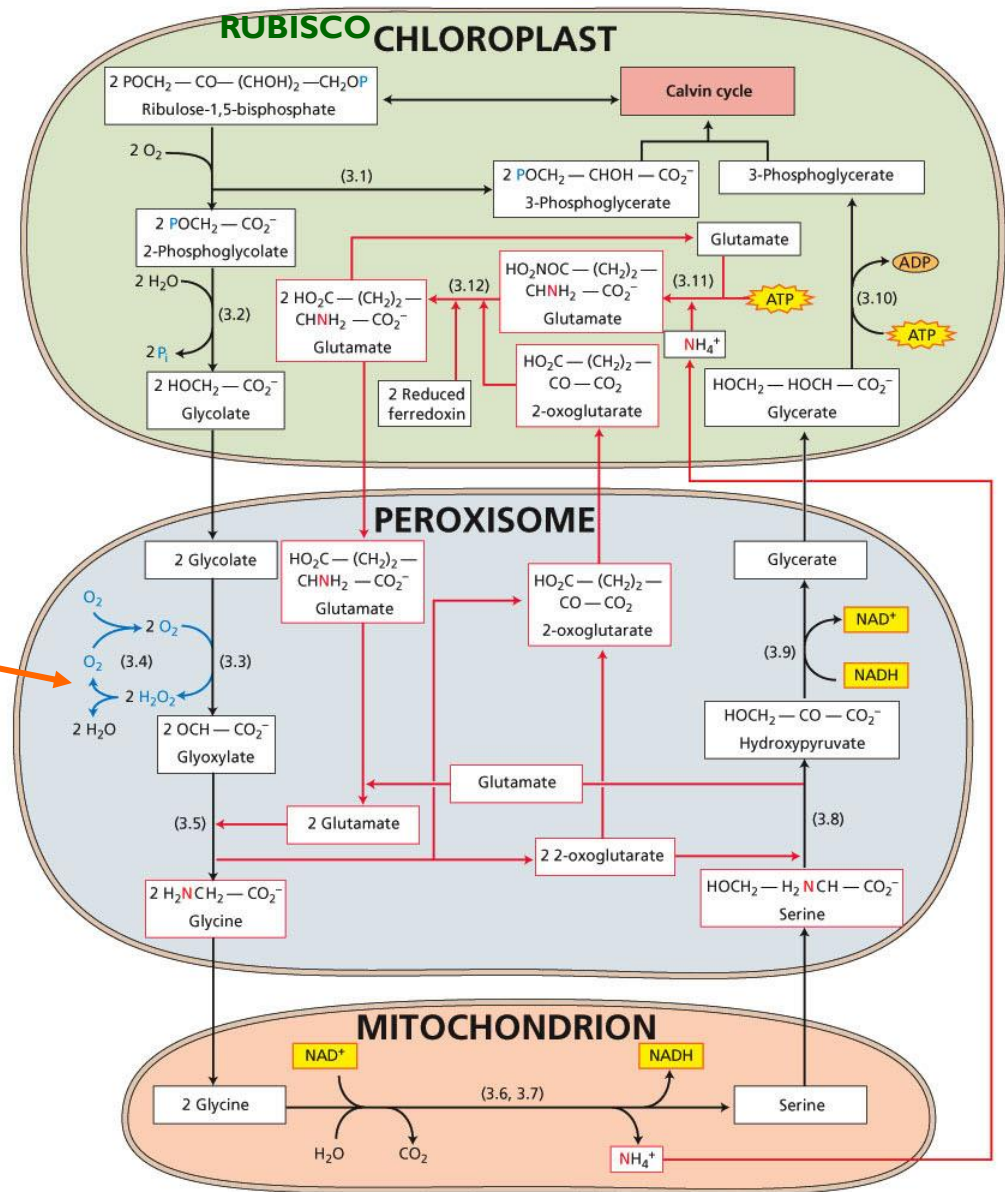 RUBISCO
CHLOROPLAST
2 POCH₂ — CO — (CHOH)₂ — CH₂OP
Ribulose-1,5-bisphosphate
Calvin cycle
2 O₂
(3.1)
2 POCH₂ — CHOH — CO₂⁻
3-Phosphoglycerate
3-Phosphoglycerate
2 POCH₂ — CO₂⁻
2-Phosphoglycolate
Glutamate
2 H₂O
(3.2)
2 Pᵢ
2 HO₂C — (CH₂)₂ —
CHNH₂ — CO₂⁻
Glutamate
(3.12)
HO₂NOC — (CH₂)₂ —
CHNH₂ — CO₂⁻
Glutamate
(3.11)
ATP
NH₄⁺
ADP
(3.10)
ATP
2 HOCH₂ — CO₂⁻
Glycolate
2 Reduced
ferredoxin
HO₂C — (CH₂)₂ —
CO — CO₂
2-oxoglutarate
HOCH₂ — HOCH — CO₂⁻
Glycerate
PEROXISOME
2 Glycolate
HO₂C — (CH₂)₂ —
CHNH₂ — CO₂⁻
Glutamate
HO₂C — (CH₂)₂ —
CO — CO₂
2-oxoglutarate
Glycerate
O₂
2 O₂
O₂
(3.4)
(3.3)
2 H₂O₂
2 H₂O
NAD⁺
(3.9)
NADH
2 OCH — CO₂⁻
Glyoxylate
HOCH₂ — CO — CO₂⁻
Hydroxypyruvate
Glutamate
(3.5)
2 Glutamate
(3.8)
2 2-oxoglutarate
2 H₂NCH₂ — CO₂⁻
Glycine
HOCH₂ — H₂NCH — CO₂⁻
Serine
MITOCHONDRION
NAD⁺
NADH
2 Glycine
(3.6, 3.7)
Serine
H₂O
CO₂
NH₄⁺